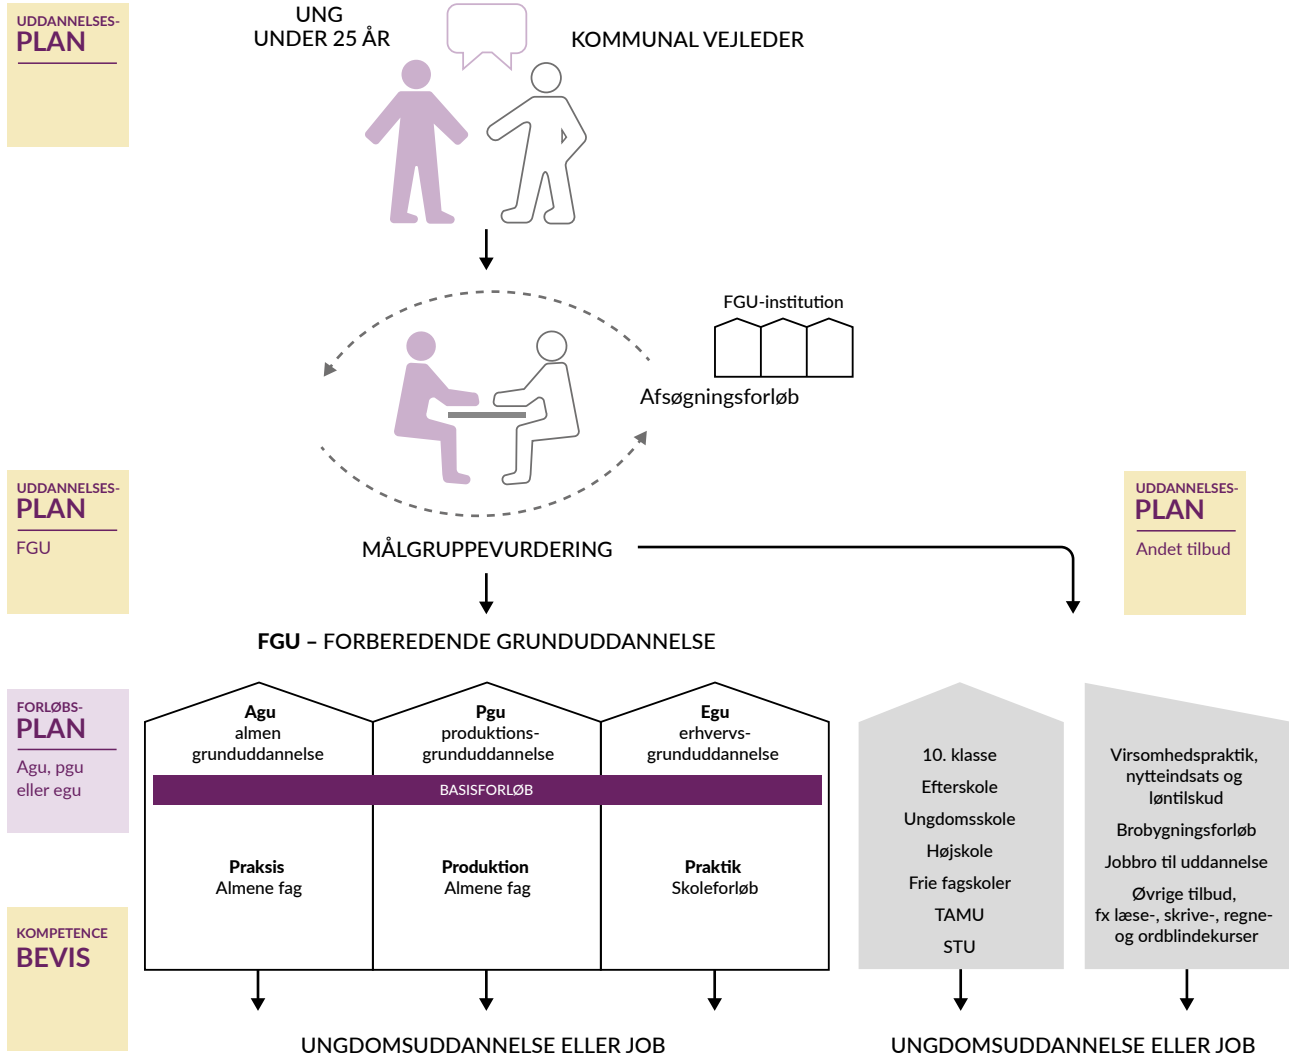 UDDANNELSES-
PLAN
UNG
UNDER 25 ÅR
KOMMUNAL VEJLEDER
FGU-institution
Afsøgningsforløb
UDDANNELSES-
PLAN
FGU
MÅLGRUPPEVURDERING
UDDANNELSES-
PLAN
Andet tilbud
FGU – FORBEREDENDE GRUNDUDDANNELSE
FORLØBS-
PLAN
Agu, pgu
eller egu
Agu
almen
grunduddannelse
Pgu
produktions-
grunduddannelse
Egu
erhvervs-
grunduddannelse
BASISFORLØB
Praksis
Almene fag
Produktion
Almene fag
Praktik
Skoleforløb
10. klasse
Efterskole
Ungdomsskole
Højskole
Frie fagskoler
TAMU
STU
Virsomhedspraktik,
nytteindsats og
løntilskud
Brobygningsforløb
Jobbro til uddannelse
Øvrige tilbud,
fx læse-, skrive-, regne-
og ordblindekurser
KOMPETENCE
BEVIS
UNGDOMSUDDANNELSE ELLER JOB
UNGDOMSUDDANNELSE ELLER JOB